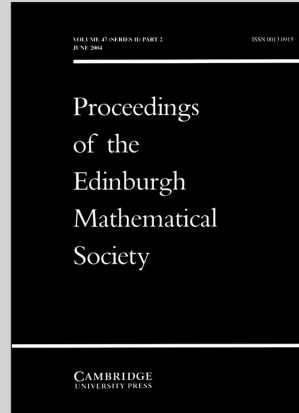 VOLUME 47 (SERIES II) PART 2 ISSN 0013 0915
JUNE 2004
Proceedings
of the
Edinburgh
Mathematical
Society
CAMBRIDGE
UNIVERSITY PRESS